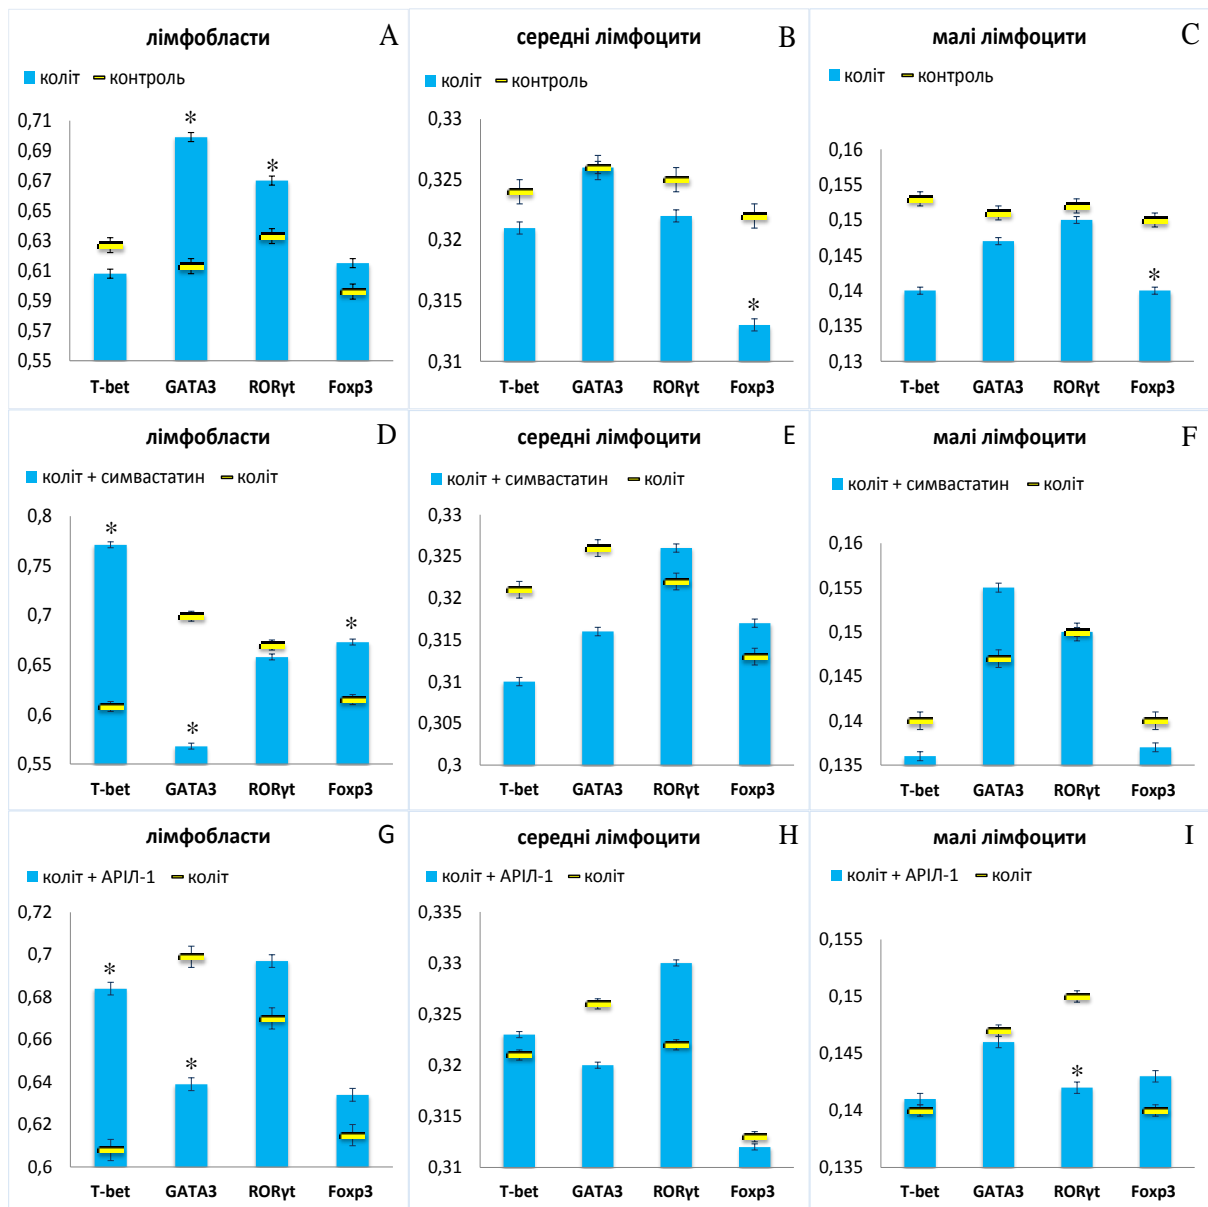 лімфобласти A
коліт контроль
*
*
0,71
0,69
0,67
0,65
0,63
0,61
0,59
0,57
0,55
T-bet GATA3 RORγt Foxp3
середні лімфоцити B
коліт контроль
0,33
0,325
0,32
0,315
0,31
*
T-bet GATA3 RORγt Foxp3
малі лімфоцити C
коліт контроль
0,16
0,155
0,15
0,145
0,14
0,135
0,13
*
T-bet GATA3 RORγt Foxp3
лімфобласти D
коліт + симвастатин коліт
0,8
0,75
0,7
0,65
0,6
0,55
*
*
*
T-bet GATA3 RORγt Foxp3
середні лімфоцити E
коліт + симвастатин коліт
0,33
0,325
0,32
0,315
0,31
0,305
0,3
T-bet GATA3 RORγt Foxp3
малі лімфоцити F
коліт + симвастатин коліт
0,16
0,155
0,15
0,145
0,14
0,135
T-bet GATA3 RORγt Foxp3
лімфобласти G
коліт + АРІЛ-1 коліт
0,72
0,7
0,68
0,66
0,64
0,62
0,6
*
*
T-bet GATA3 RORγt Foxp3
середні лімфоцити H
коліт + АРІЛ-1 коліт
0,335
0,33
0,325
0,32
0,315
0,31
T-bet GATA3 RORγt Foxp3
малі лімфоцити I
коліт + АРІЛ-1 коліт
0,155
0,15
0,145
0,14
0,135
*
T-bet GATA3 RORγt Foxp3